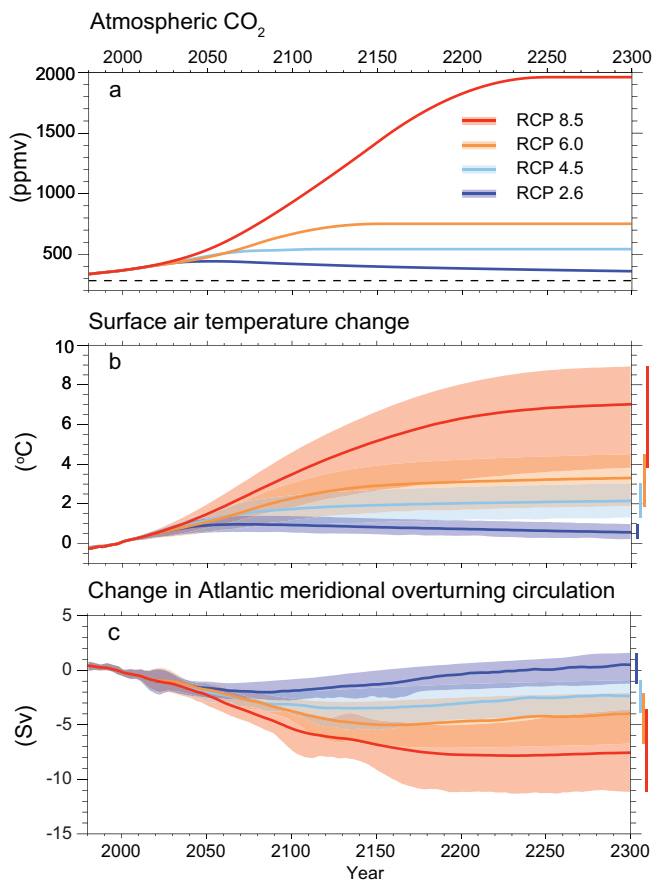 Atmospheric CO₂
2000 2050 2100 2150 2200 2250 2300
a
2000
1500
1000
500
(ppmv)
RCP 8.5
RCP 6.0
RCP 4.5
RCP 2.6
Surface air temperature change
b
10
8
6
4
2
0
(°C)
Change in Atlantic meridional overturning circulation
c
5
0
-5
-10
-15
(Sv)
2000 2050 2100 2150 2200 2250 2300
Year